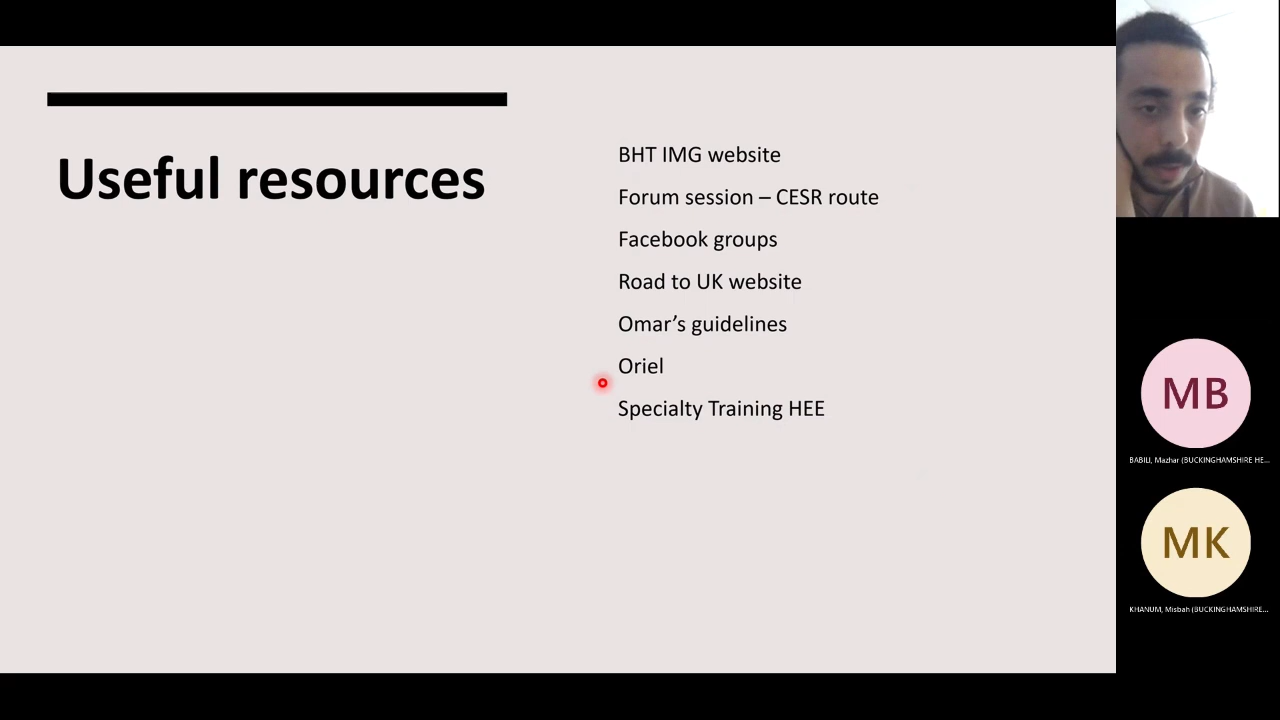 Useful resources
BHT IMG website
Forum session – CESR route
Facebook groups
Road to UK website
Omar’s guidelines
Oriel
Specialty Training HEE
MB
BABILI, Mazhar (BUCKINGHAMSHIRE HE...
MK
KHANUM, Misbah (BUCKINGHAMSHIRE...